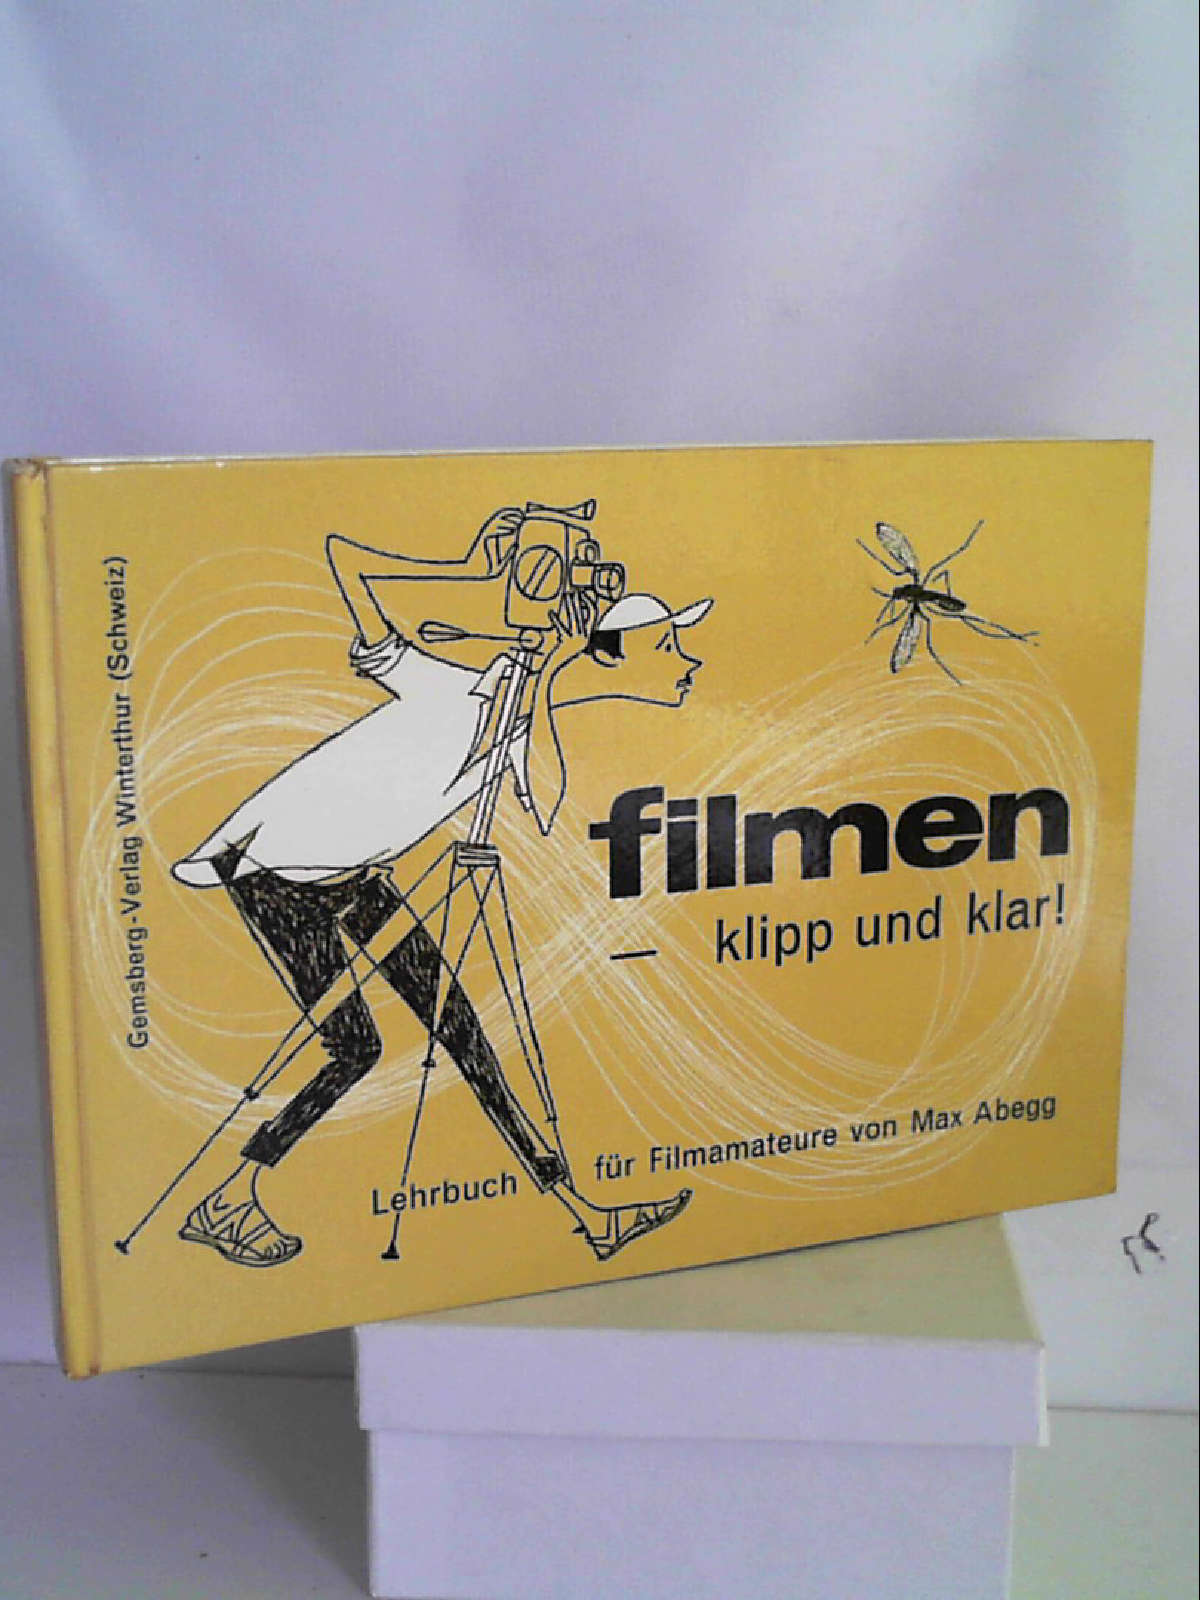 Gemsberg-Verlag Winterthur (Schweiz)
filmen
– klipp und klar!
Lehrbuch für Filmamateure von Max Abegg